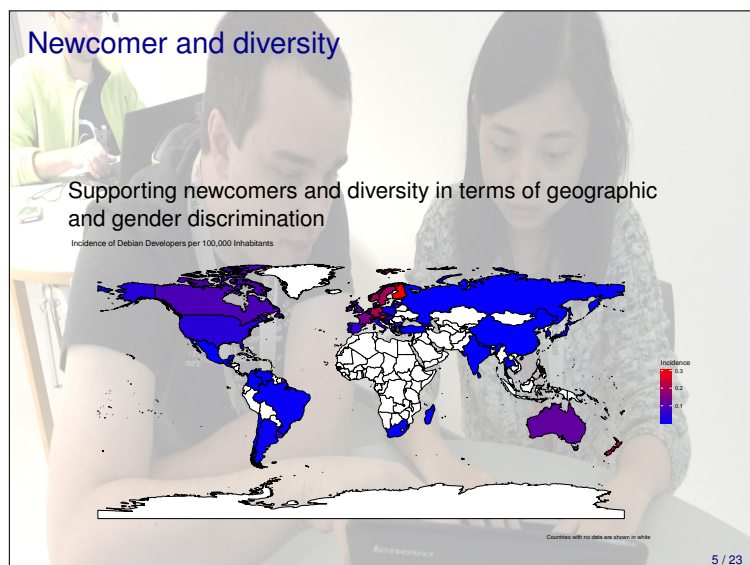 Newcomer and diversity
Supporting newcomers and diversity in terms of geographic
and gender discrimination
Incidence of Debian Developers per 100,000 Inhabitants
Incidence
0.3
0.2
0.1
Countries with no data are shown in white
lenovo
5 / 23